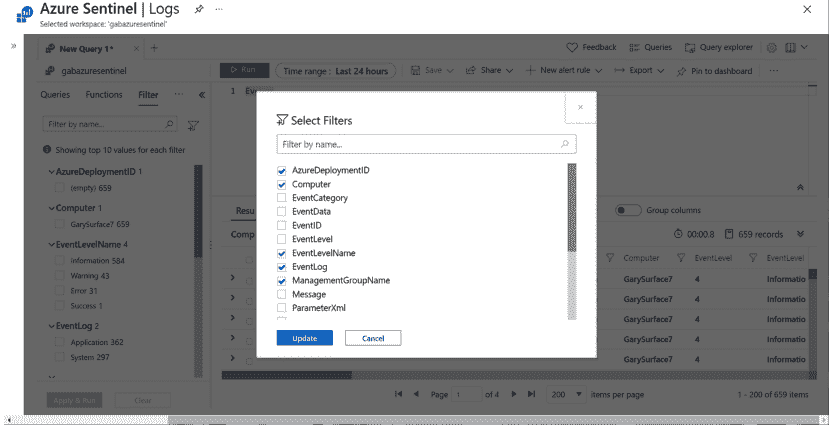 Azure Sentinel | Logs
Selected workspace: 'gabazuresentinel'
New Query 1*
Feedback
Queries
Query explorer
gabazuresentinel
Run
Time range : Last 24 hours
Save
Share
New alert rule
Export
Pin to dashboard
Queries Functions Filter
1
Filter by name...
Showing top 10 values for each filter
AzureDeploymentID 1
(empty) 659
Computer 1
GarySurface7 659
EventLevelName 4
Information 584
Warning 43
Error 31
Success 1
EventLog 2
Application 362
System 297
Apply & Run
Clear
Select Filters
Filter by name...
AzureDeploymentID
Computer
EventCategory
EventData
EventID
EventLevel
EventLevelName
EventLog
ManagementGroupName
Message
ParameterXml
Update
Cancel
Group columns
00:00.8
659 records
Computer EventLevel EventLevel
GarySurface7 4 Informatio
GarySurface7 4 Informatio
GarySurface7 4 Informatio
GarySurface7 4 Informatio
GarySurface7 4 Informatio
Page 1 of 4
200 items per page
1 - 200 of 659 items